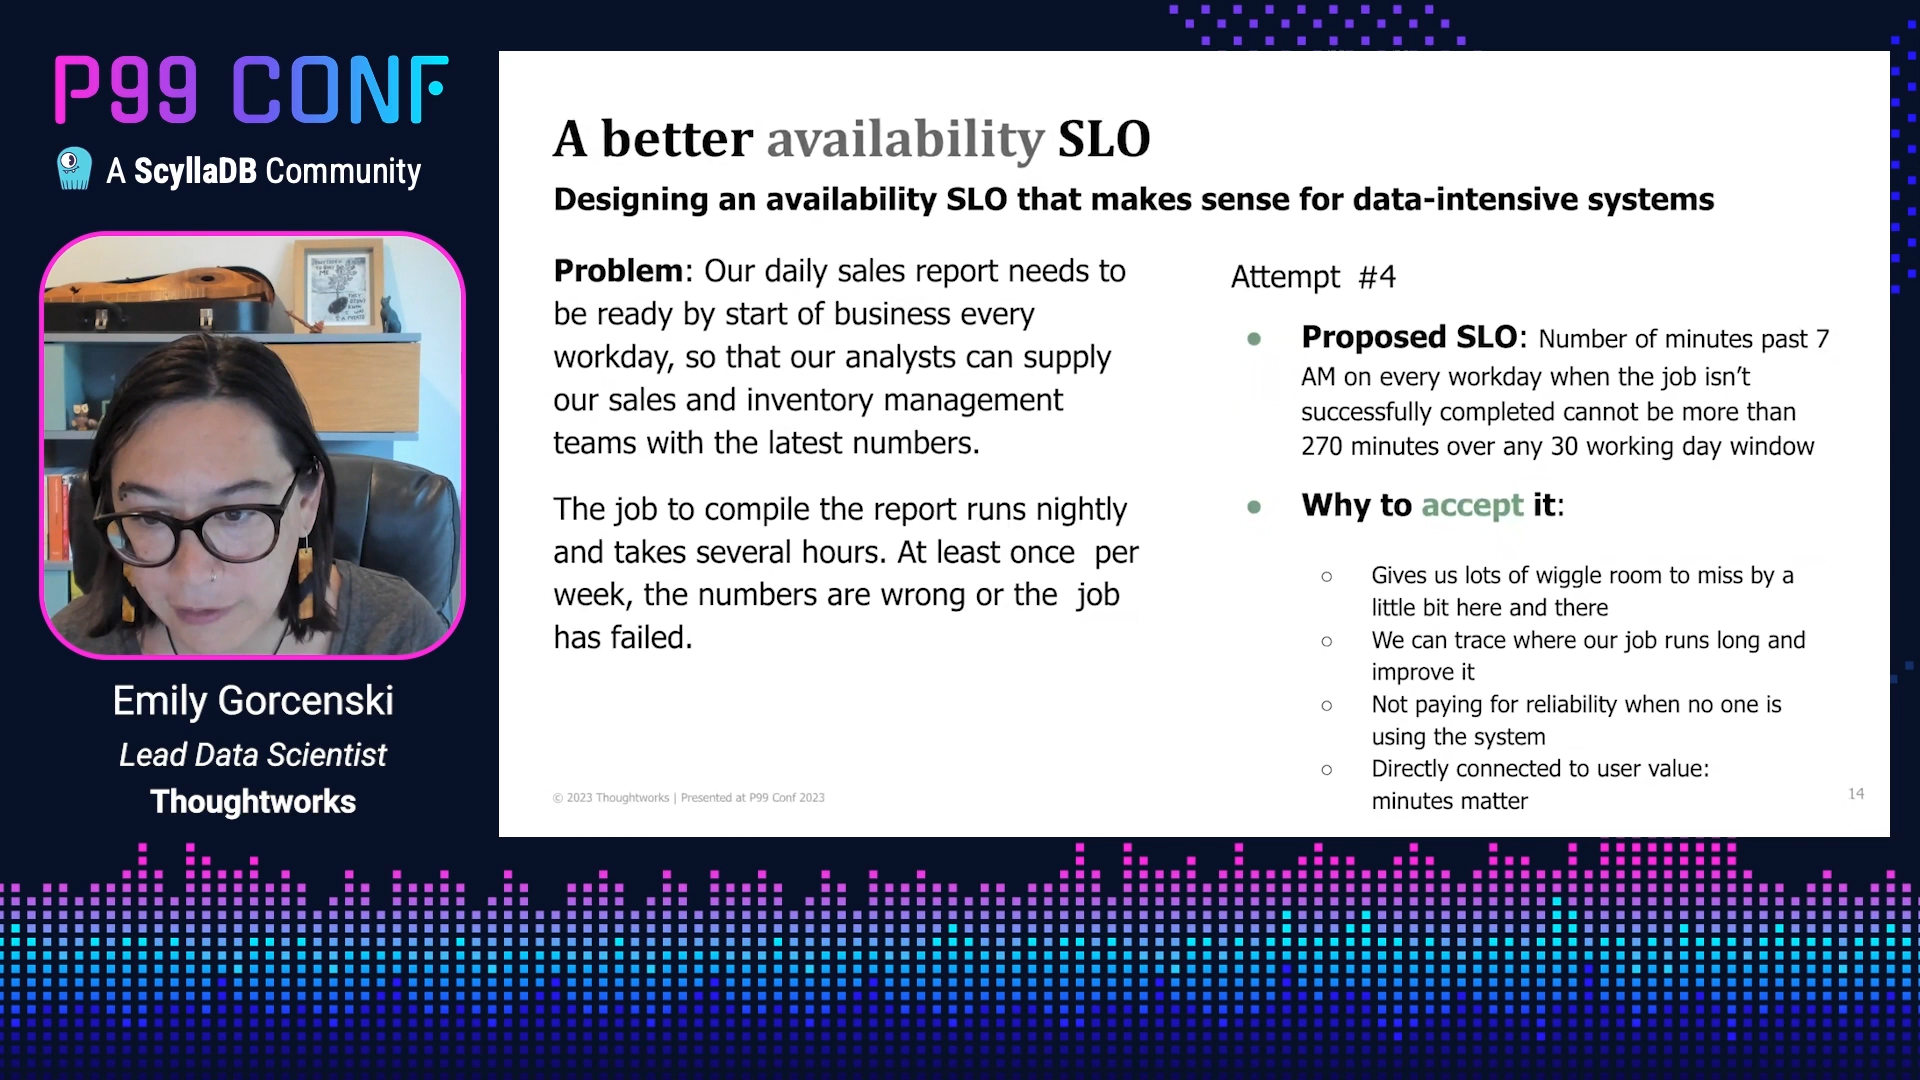 P99 CONF
A ScyllaDB Community
Emily Gorcenski
Lead Data Scientist
Thoughtworks
A better availability SLO
Designing an availability SLO that makes sense for data-intensive systems
Problem: Our daily sales report needs to
be ready by start of business every
workday, so that our analysts can supply
our sales and inventory management
teams with the latest numbers.
The job to compile the report runs nightly
and takes several hours. At least once per
week, the numbers are wrong or the job
has failed.
Attempt #4
● Proposed SLO: Number of minutes past 7
AM on every workday when the job isn’t
successfully completed cannot be more than
270 minutes over any 30 working day window
● Why to accept it:
○ Gives us lots of wiggle room to miss by a
little bit here and there
○ We can trace where our job runs long and
improve it
○ Not paying for reliability when no one is
using the system
○ Directly connected to user value:
minutes matter
© 2023 Thoughtworks | Presented at P99 Conf 2023
14